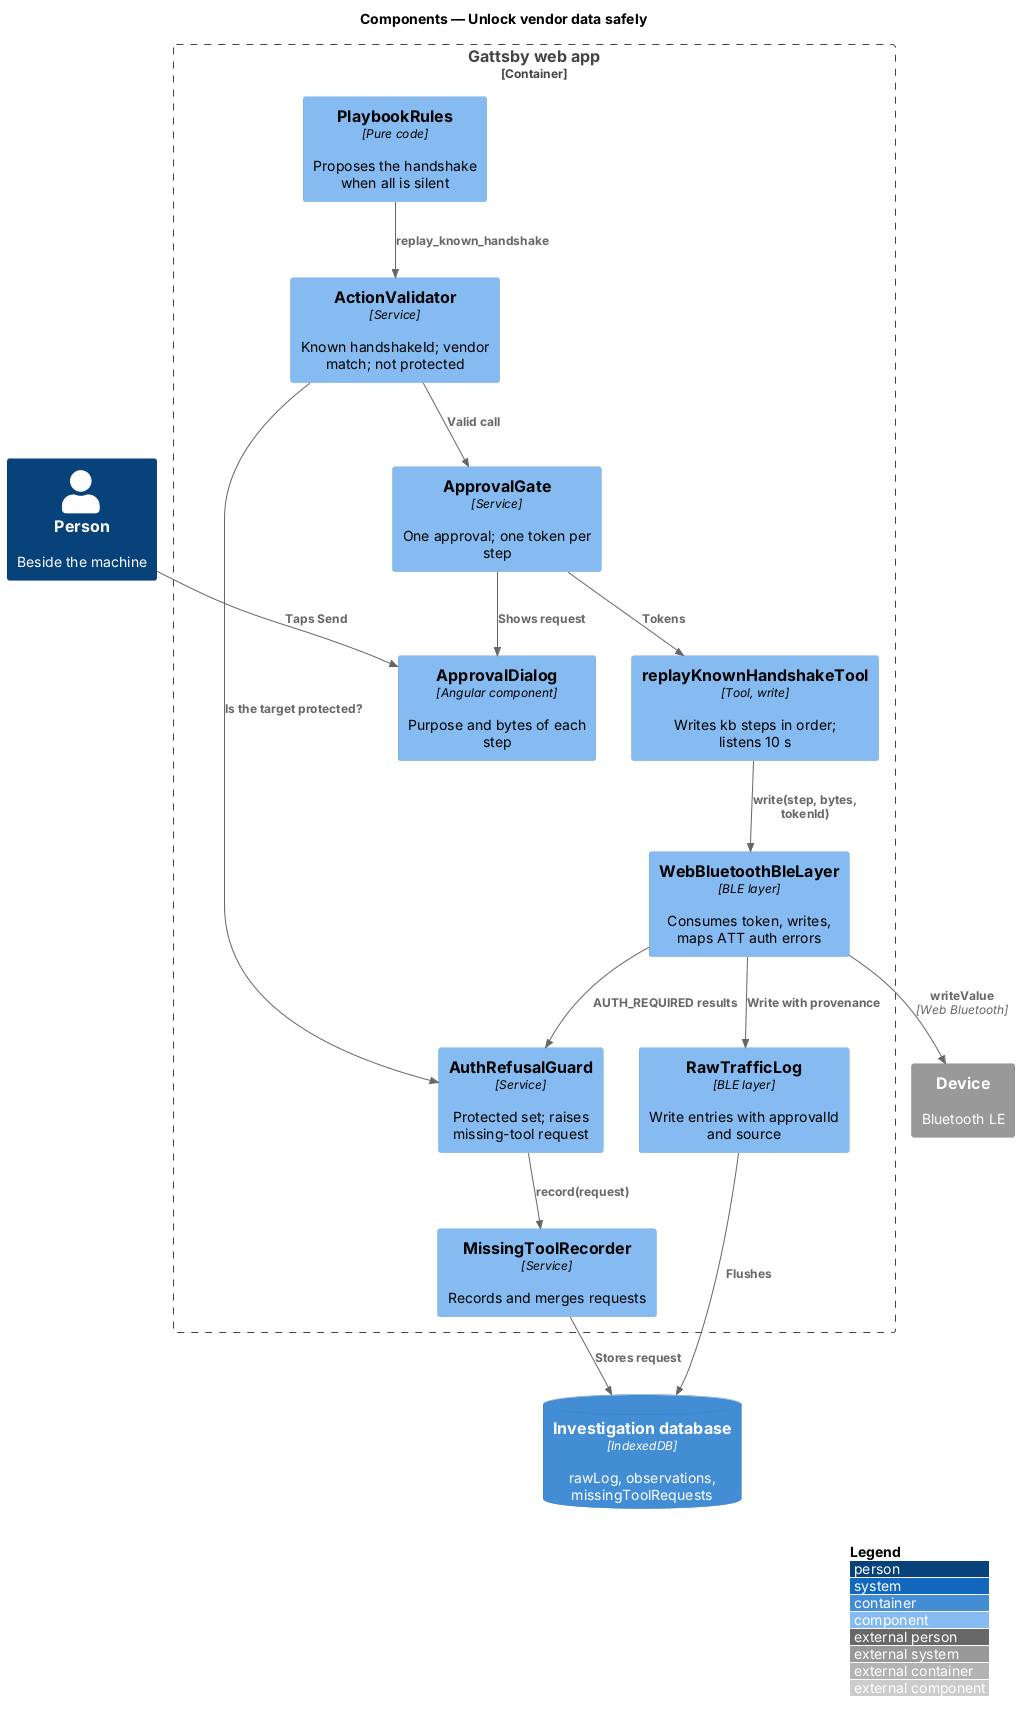 Components — Unlock vendor data safely
Gattsby web app
[Container]
PlaybookRules
[Pure code]
Proposes the handshake
when all is silent
replay_known_handshake
ActionValidator
[Service]
Known handshakeId; vendor
match; not protected
Valid call
Person
Beside the machine
ApprovalGate
[Service]
One approval; one token per
step
Taps Send
Shows request
Tokens
Is the target protected?
ApprovalDialog
[Angular component]
Purpose and bytes of each
step
replayKnownHandshakeTool
[Tool, write]
Writes kb steps in order;
listens 10 s
write(step, bytes,
tokenId)
WebBluetoothBleLayer
[BLE layer]
Consumes token, writes,
maps ATT auth errors
AUTH_REQUIRED results
Write with provenance
writeValue
[Web Bluetooth]
AuthRefusalGuard
[Service]
Protected set; raises
missing-tool request
RawTrafficLog
[BLE layer]
Write entries with approvalId
and source
Device
Bluetooth LE
record(request)
MissingToolRecorder
[Service]
Records and merges requests
Flushes
Stores request
Investigation database
[IndexedDB]
rawLog, observations,
missingToolRequests
Legend
person
system
container
component
external person
external system
external container
external component